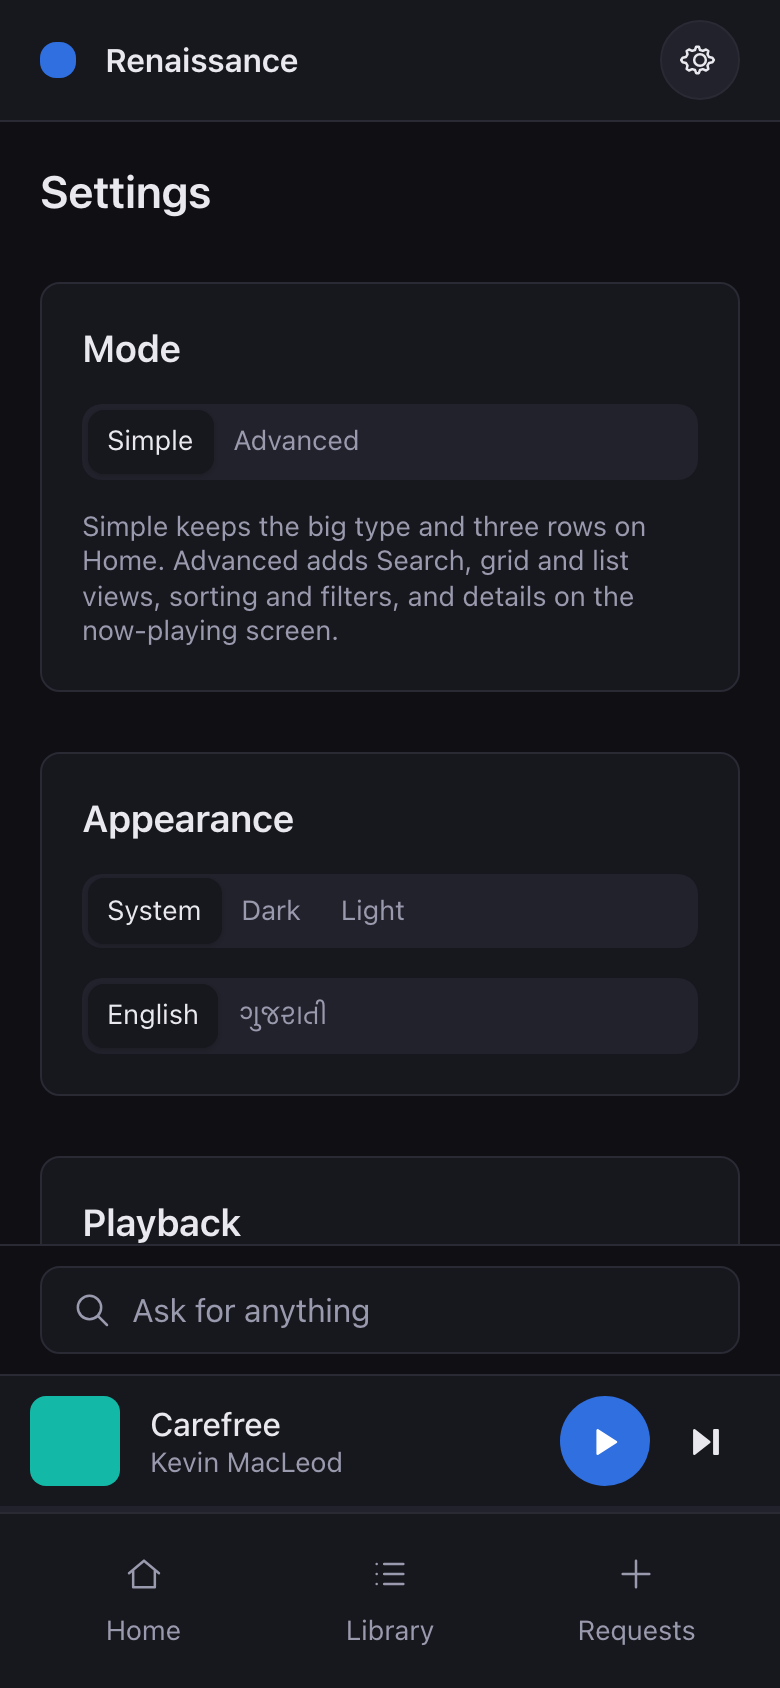 Renaissance
Settings
Mode
Simple
Advanced
Simple keeps the big type and three rows on
Home. Advanced adds Search, grid and list
views, sorting and filters, and details on the
now-playing screen.
Appearance
System
Dark
Light
English
ગુજરાતી
Playback
Ask for anything
Carefree
Kevin MacLeod
Home
Library
Requests